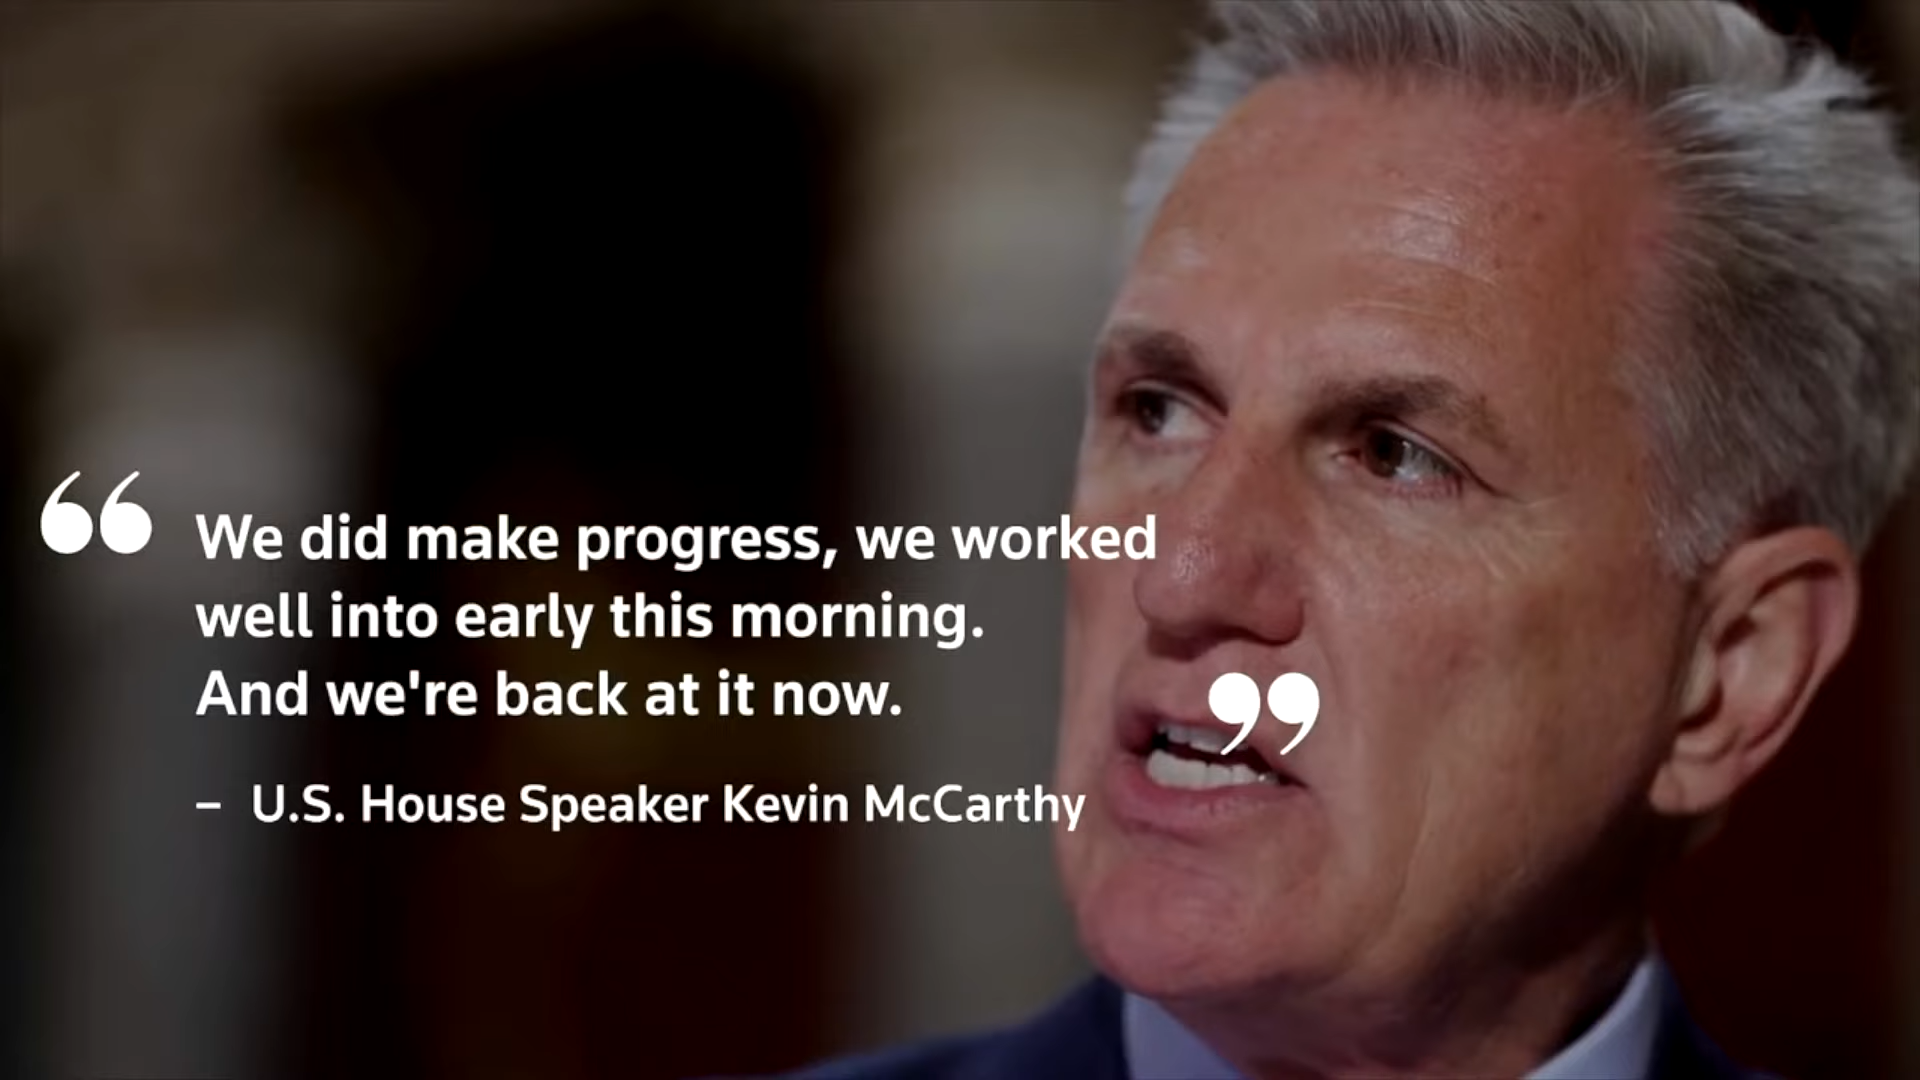 “We did make progress, we worked
well into early this morning.
And we're back at it now.”
– U.S. House Speaker Kevin McCarthy